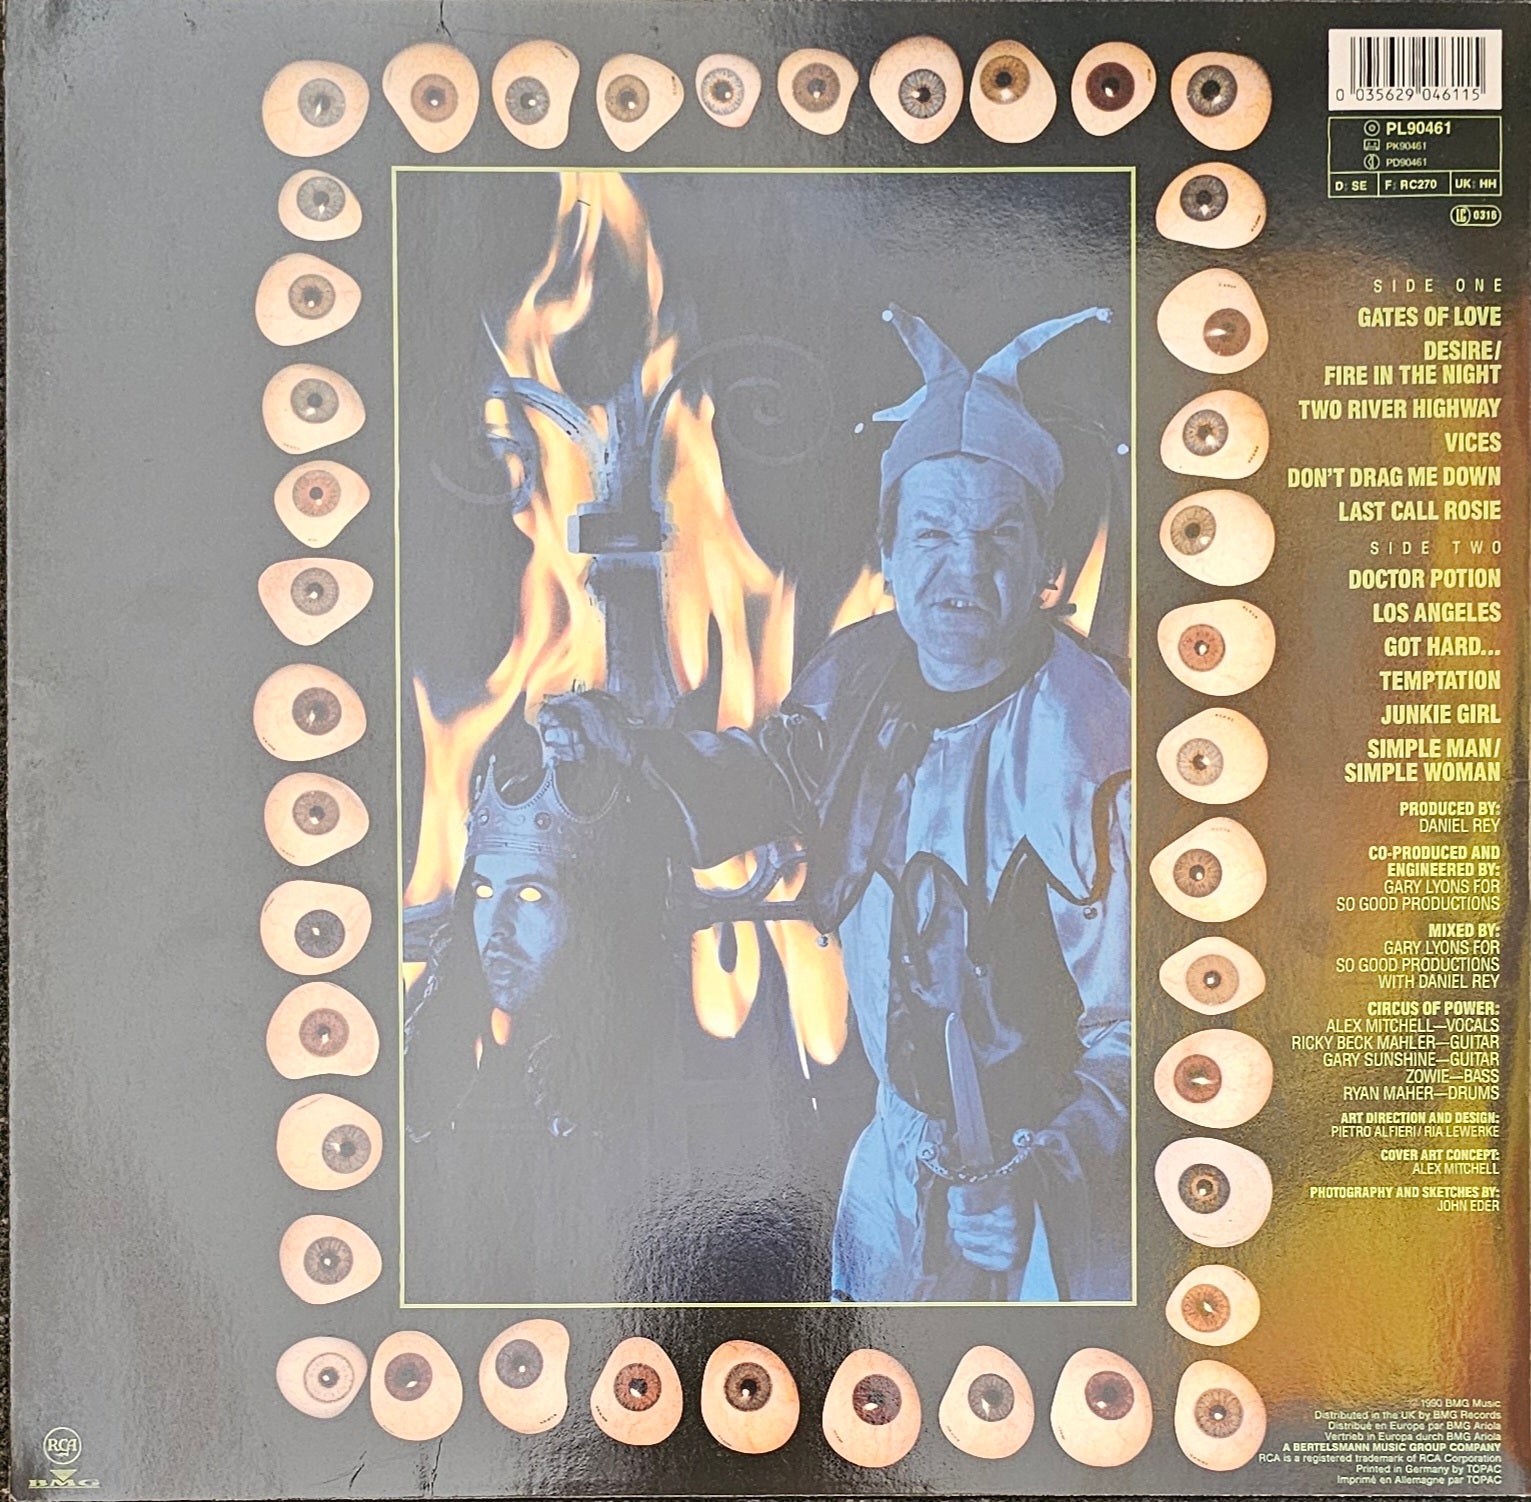 0 035629 046115
PL90461
PK90461
PD90461
D: SE F: RC270 UK: HH
LC 0316
SIDE ONE
GATES OF LOVE
DESIRE/
FIRE IN THE NIGHT
TWO RIVER HIGHWAY
VICES
DON'T DRAG ME DOWN
LAST CALL ROSIE
SIDE TWO
DOCTOR POTION
LOS ANGELES
GOT HARD...
TEMPTATION
JUNKIE GIRL
SIMPLE MAN/
SIMPLE WOMAN
PRODUCED BY:
DANIEL REY
CO-PRODUCED AND
ENGINEERED BY:
GARY LYONS FOR
SO GOOD PRODUCTIONS
MIXED BY:
GARY LYONS FOR
SO GOOD PRODUCTIONS
WITH DANIEL REY
CIRCUS OF POWER:
ALEX MITCHELL—VOCALS
RICKY BECK MAHLER—GUITAR
GARY SUNSHINE—GUITAR
ZOWIE—BASS
RYAN MAHER—DRUMS
ART DIRECTION AND DESIGN:
PIETRO ALFIERI/RIA LEWERKE
COVER ART CONCEPT:
ALEX MITCHELL
PHOTOGRAPHY AND SKETCHES BY:
JOHN EDER
1990 BMG Music
Distributed in the UK by BMG Records
Distribué en Europe par BMG Ariola
Vertrieb in Europa durch BMG Ariola
A BERTELSMANN MUSIC GROUP COMPANY
RCA is a registered trademark of RCA Corporation
Printed in Germany by TOPAC
Imprimé en Allemagne par TOPAC
RCA
BMG